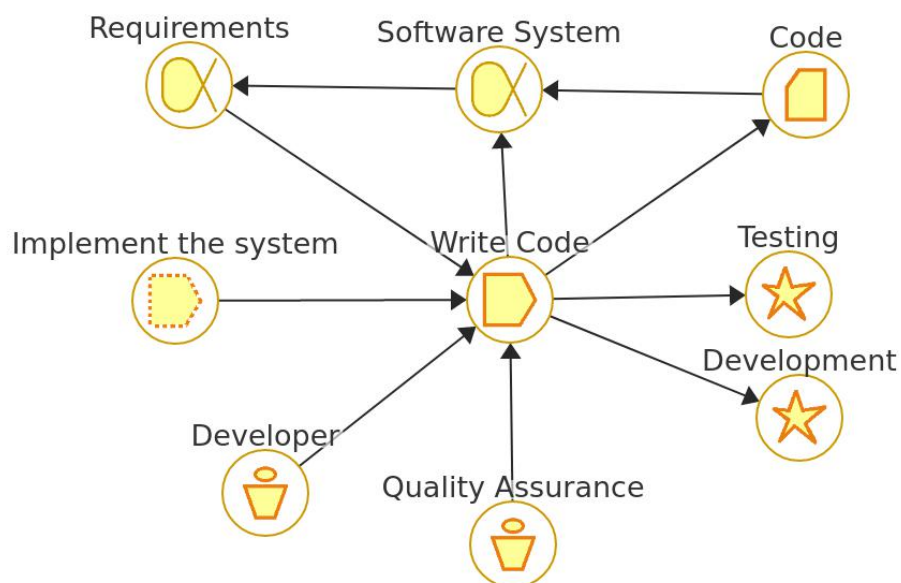 Requirements
Software System
Code
Implement the system
Write Code
Testing
Development
Developer
Quality Assurance